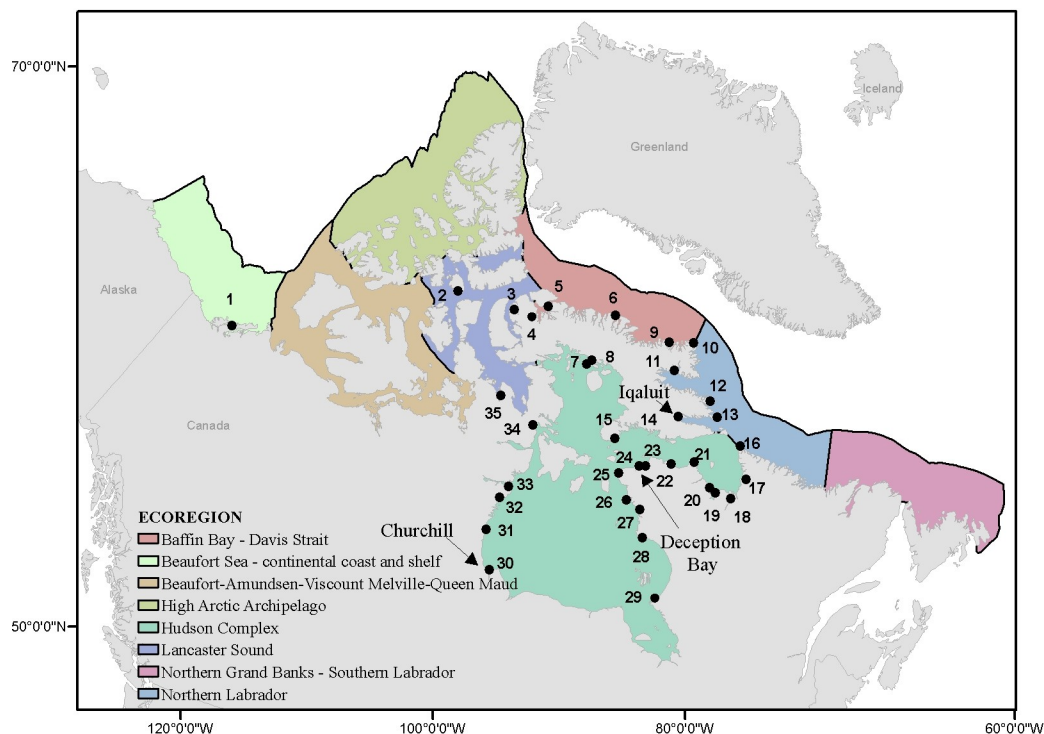 70°0'0"N
Iceland
Greenland
Alaska
1
2
3
4
5
6
9
10
7
8
11
12
Iqaluit
14
13
35
Canada
34
15
16
24
23
21
22
25
17
33
32
26
20
19
18
27
ECOREGION
Baffin Bay - Davis Strait
Beaufort Sea - continental coast and shelf
Beaufort-Amundsen-Viscount Melville-Queen Maud
High Arctic Archipelago
Hudson Complex
Lancaster Sound
Northern Grand Banks - Southern Labrador
Northern Labrador
Churchill
31
30
28
Deception
Bay
29
50°0'0"N
120°0'0"W
100°0'0"W
80°0'0"W
60°0'0"W